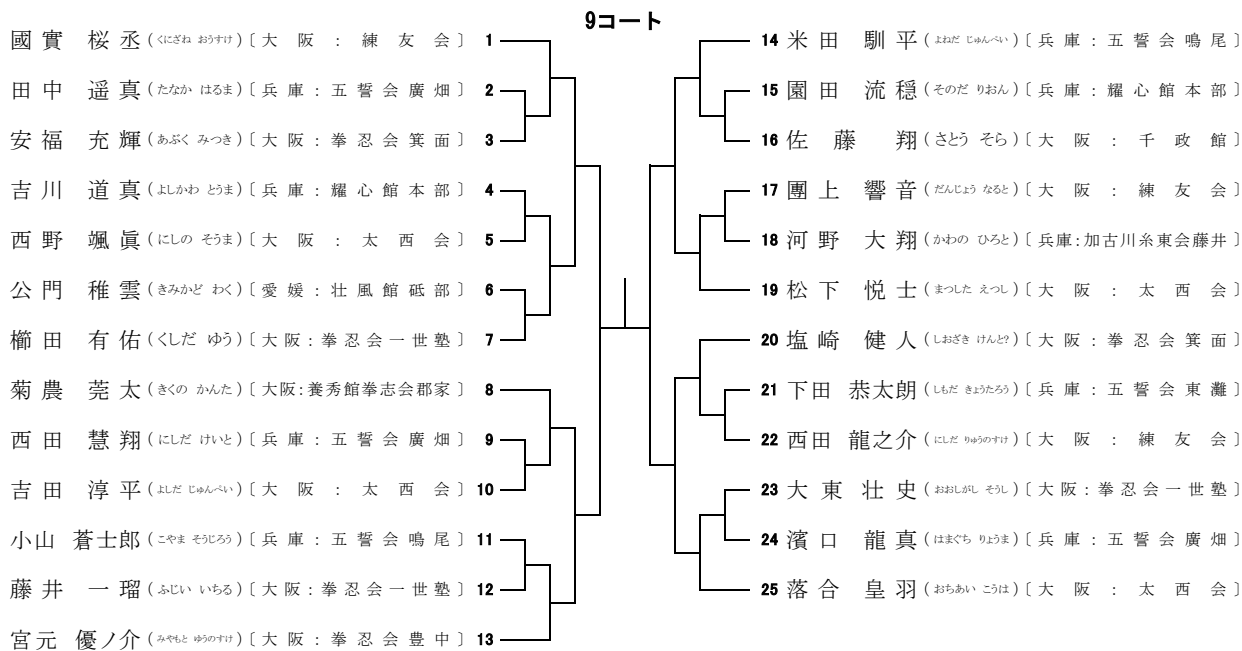 9コート
國實 桜丞 (くにざね おうすけ) 〔大阪：練友会〕 1
田中 遥真 (たなか はるま) 〔兵庫：五誓会廣畑〕 2
安福 充輝 (あぶく みつき) 〔大阪：拳忍会箕面〕 3
吉川 道真 (よしかわ とうま) 〔兵庫：耀心館本部〕 4
西野 颯眞 (にしの そうま) 〔大阪：太西会〕 5
公門 稚雲 (きみかど わく) 〔愛媛：壮風館砥部〕 6
櫛田 有佑 (くしだ ゆう) 〔大阪：拳忍会一世塾〕 7
菊農 莞太 (きくの かんた) 〔大阪：養秀館拳志会郡家〕 8
西田 慧翔 (にしだ けいと) 〔兵庫：五誓会廣畑〕 9
吉田 淳平 (よしだ じゅんぺい) 〔大阪：太西会〕 10
小山 蒼士郎 (こやま そうじろう) 〔兵庫：五誓会鳴尾〕 11
藤井 一瑠 (ふじい いちる) 〔大阪：拳忍会一世塾〕 12
宮元 優ノ介 (みやもと ゆうのすけ) 〔大阪：拳忍会豊中〕 13
14 米田 馴平 (よねだ じゅんぺい) 〔兵庫：五誓会鳴尾〕
15 園田 流穏 (そのだ りおん) 〔兵庫：耀心館本部〕
16 佐藤 翔 (さとう そら) 〔大阪：千政館〕
17 團上 響音 (だんじょう なると) 〔大阪：練友会〕
18 河野 大翔 (かわの ひろと) 〔兵庫：加古川糸東会藤井〕
19 松下 悦士 (まつした えつし) 〔大阪：太西会〕
20 塩崎 健人 (しおざき けんと?) 〔大阪：拳忍会箕面〕
21 下田 恭太朗 (しもだ きょうたろう) 〔兵庫：五誓会東灘〕
22 西田 龍之介 (にしだ りゅうのすけ) 〔大阪：練友会〕
23 大東 壮史 (おおしがし そうし) 〔大阪：拳忍会一世塾〕
24 濱口 龍真 (はまぐち りょうま) 〔兵庫：五誓会廣畑〕
25 落合 皇羽 (おちあい こうは) 〔大阪：太西会〕